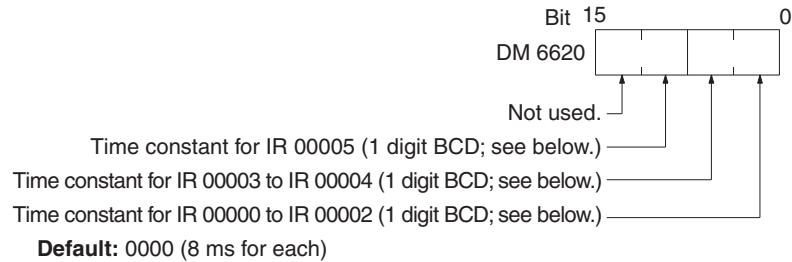 Bit 15 0
DM 6620
Not used.
Time constant for IR 00005 (1 digit BCD; see below.)
Time constant for IR 00003 to IR 00004 (1 digit BCD; see below.)
Time constant for IR 00000 to IR 00002 (1 digit BCD; see below.)
Default: 0000 (8 ms for each)